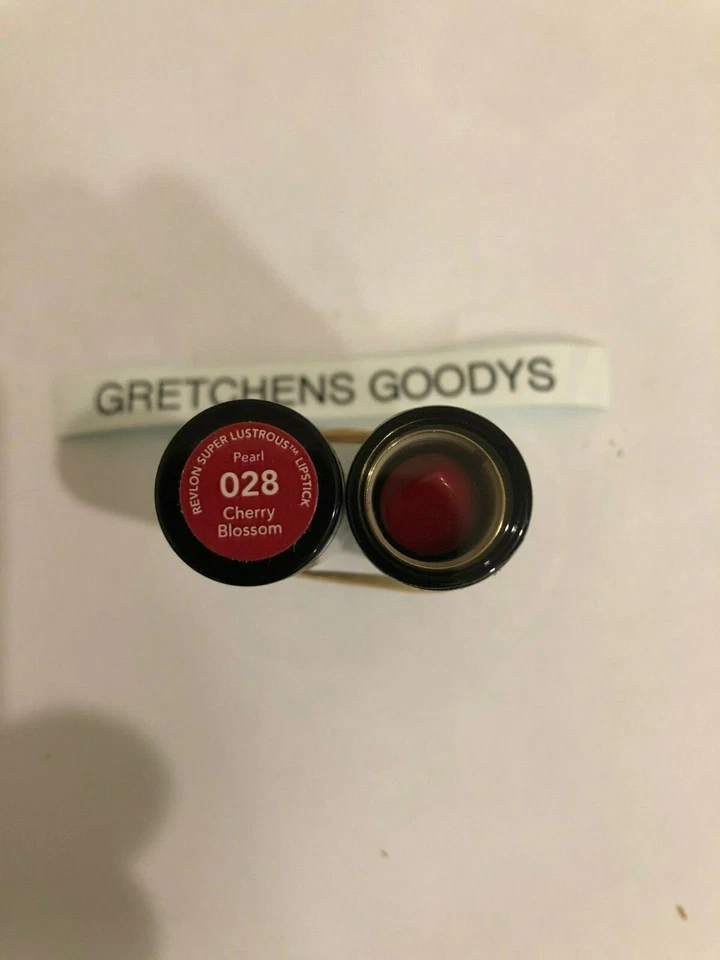 GRETCHENS GOODYS
REVLON SUPER LUSTROUS™ LIPSTICK
Pearl
028
Cherry
Blossom